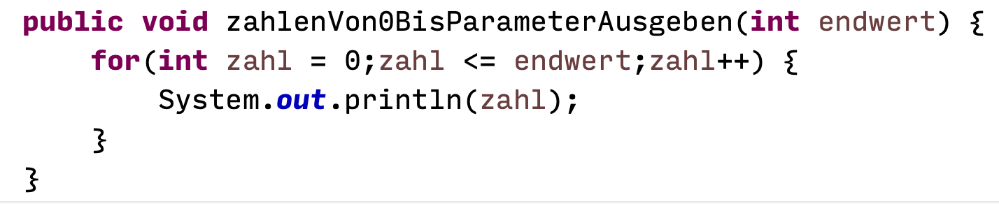 public void zahlenVon0BisParameterAusgeben(int endwert) {
    for(int zahl = 0;zahl <= endwert;zahl++) {
        System.out.println(zahl);
    }
}